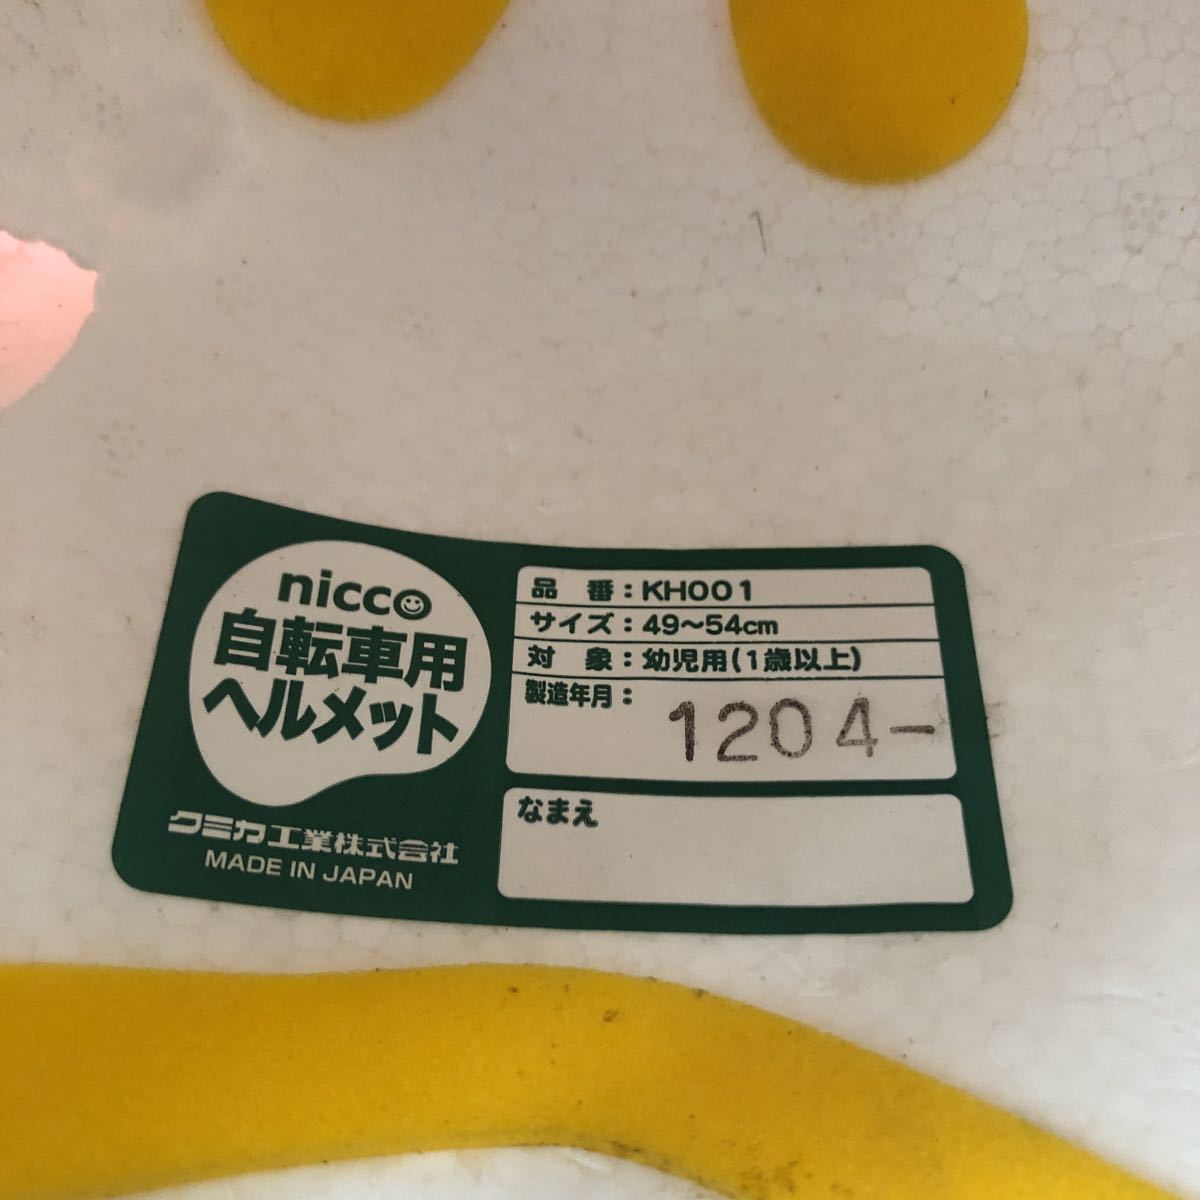 nicco
自転車用
ヘルメット
クミカ工業株式会社
MADE IN JAPAN
品 番：KH001
サイズ：49～54cm
対 象：幼児用(1歳以上)
製造年月：
1204-
なまえ